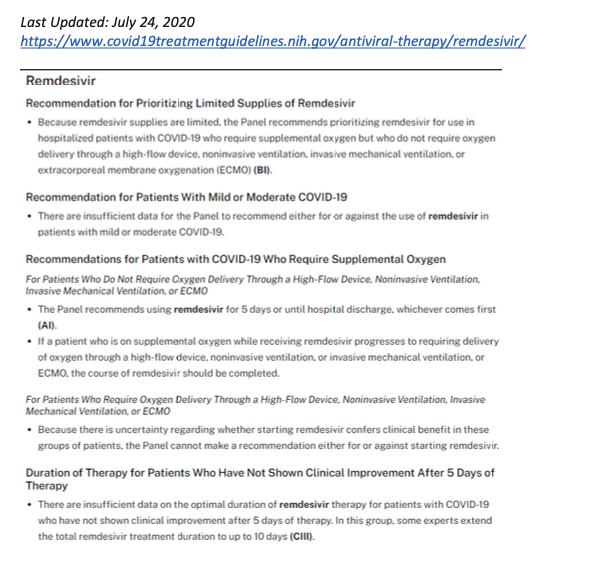 Last Updated: July 24, 2020
https://www.covid19treatmentguidelines.nih.gov/antiviral-therapy/remdesivir/
Remdesivir
Recommendation for Prioritizing Limited Supplies of Remdesivir
• Because remdesivir supplies are limited, the Panel recommends prioritizing remdesivir for use in
hospitalized patients with COVID-19 who require supplemental oxygen but who do not require oxygen
delivery through a high-flow device, noninvasive ventilation, invasive mechanical ventilation, or
extracorporeal membrane oxygenation (ECMO) (BI).
Recommendation for Patients With Mild or Moderate COVID-19
• There are insufficient data for the Panel to recommend either for or against the use of remdesivir in
patients with mild or moderate COVID-19.
Recommendations for Patients with COVID-19 Who Require Supplemental Oxygen
For Patients Who Do Not Require Oxygen Delivery Through a High-Flow Device, Noninvasive Ventilation,
Invasive Mechanical Ventilation, or ECMO
• The Panel recommends using remdesivir for 5 days or until hospital discharge, whichever comes first
(AI).
• If a patient who is on supplemental oxygen while receiving remdesivir progresses to requiring delivery
of oxygen through a high-flow device, noninvasive ventilation, or invasive mechanical ventilation, or
ECMO, the course of remdesivir should be completed.
For Patients Who Require Oxygen Delivery Through a High-Flow Device, Noninvasive Ventilation, Invasive
Mechanical Ventilation, or ECMO
• Because there is uncertainty regarding whether starting remdesivir confers clinical benefit in these
groups of patients, the Panel cannot make a recommendation either for or against starting remdesivir.
Duration of Therapy for Patients Who Have Not Shown Clinical Improvement After 5 Days of
Therapy
• There are insufficient data on the optimal duration of remdesivir therapy for patients with COVID-19
who have not shown clinical improvement after 5 days of therapy. In this group, some experts extend
the total remdesivir treatment duration to up to 10 days (CIII).